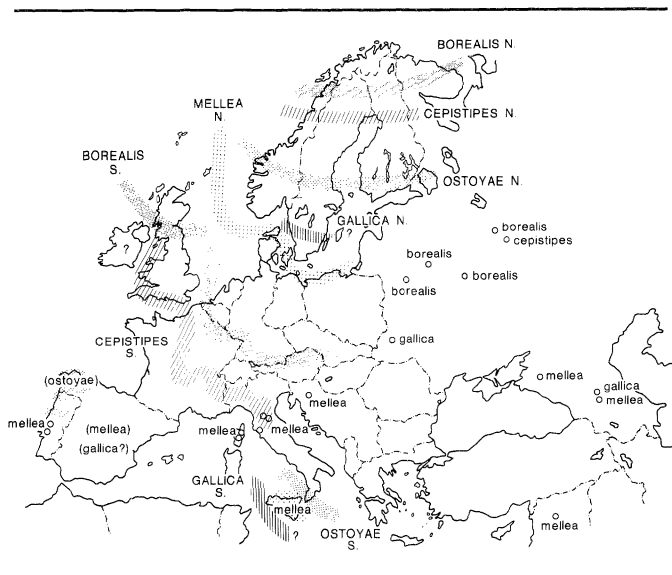 BOREALIS N.
MELLEA
N.
CEPISTIPES N.
BOREALIS
S.
OSTOYAE N.
GALLICA N.
?
?
borealis
cepistipes
borealis
borealis
borealis
CEPISTIPES
S.
gallica
(ostoyae)
mellea
gallica
mellea
mellea
mellea
(mellea)
(gallica?)
mellea
mellea
GALLICA
S.
mellea
?
OSTOYAE
S.
mellea